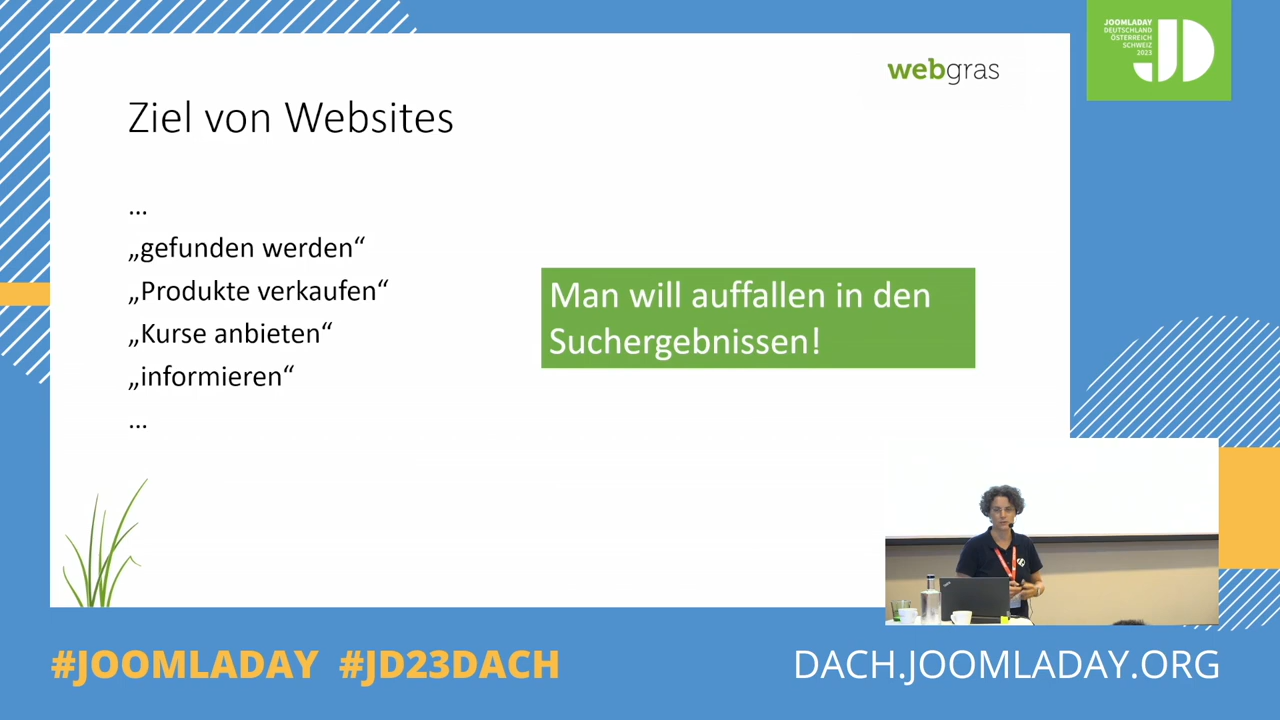 JOOMLADAY
DEUTSCHLAND
ÖSTERREICH
SCHWEIZ
2023
JD
webgras
Ziel von Websites
...
„gefunden werden“
„Produkte verkaufen“
„Kurse anbieten“
„informieren“
...
Man will auffallen in den
Suchergebnissen!
#JOOMLADAY #JD23DACH
DACH.JOOMLADAY.ORG